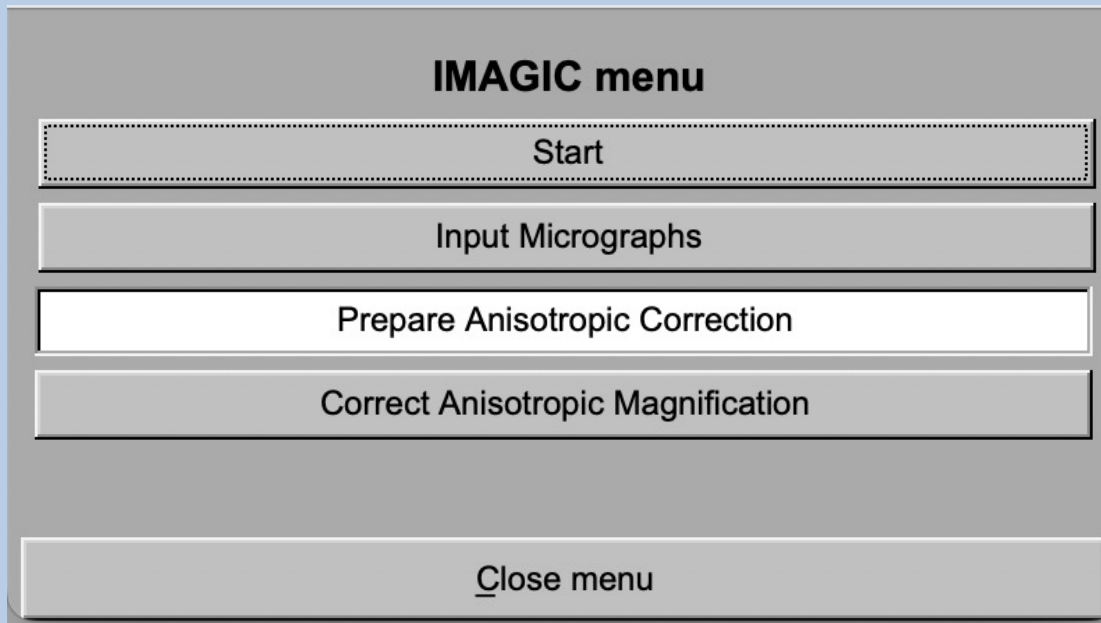 IMAGIC menu
Start
Input Micrographs
Prepare Anisotropic Correction
Correct Anisotropic Magnification
Close menu